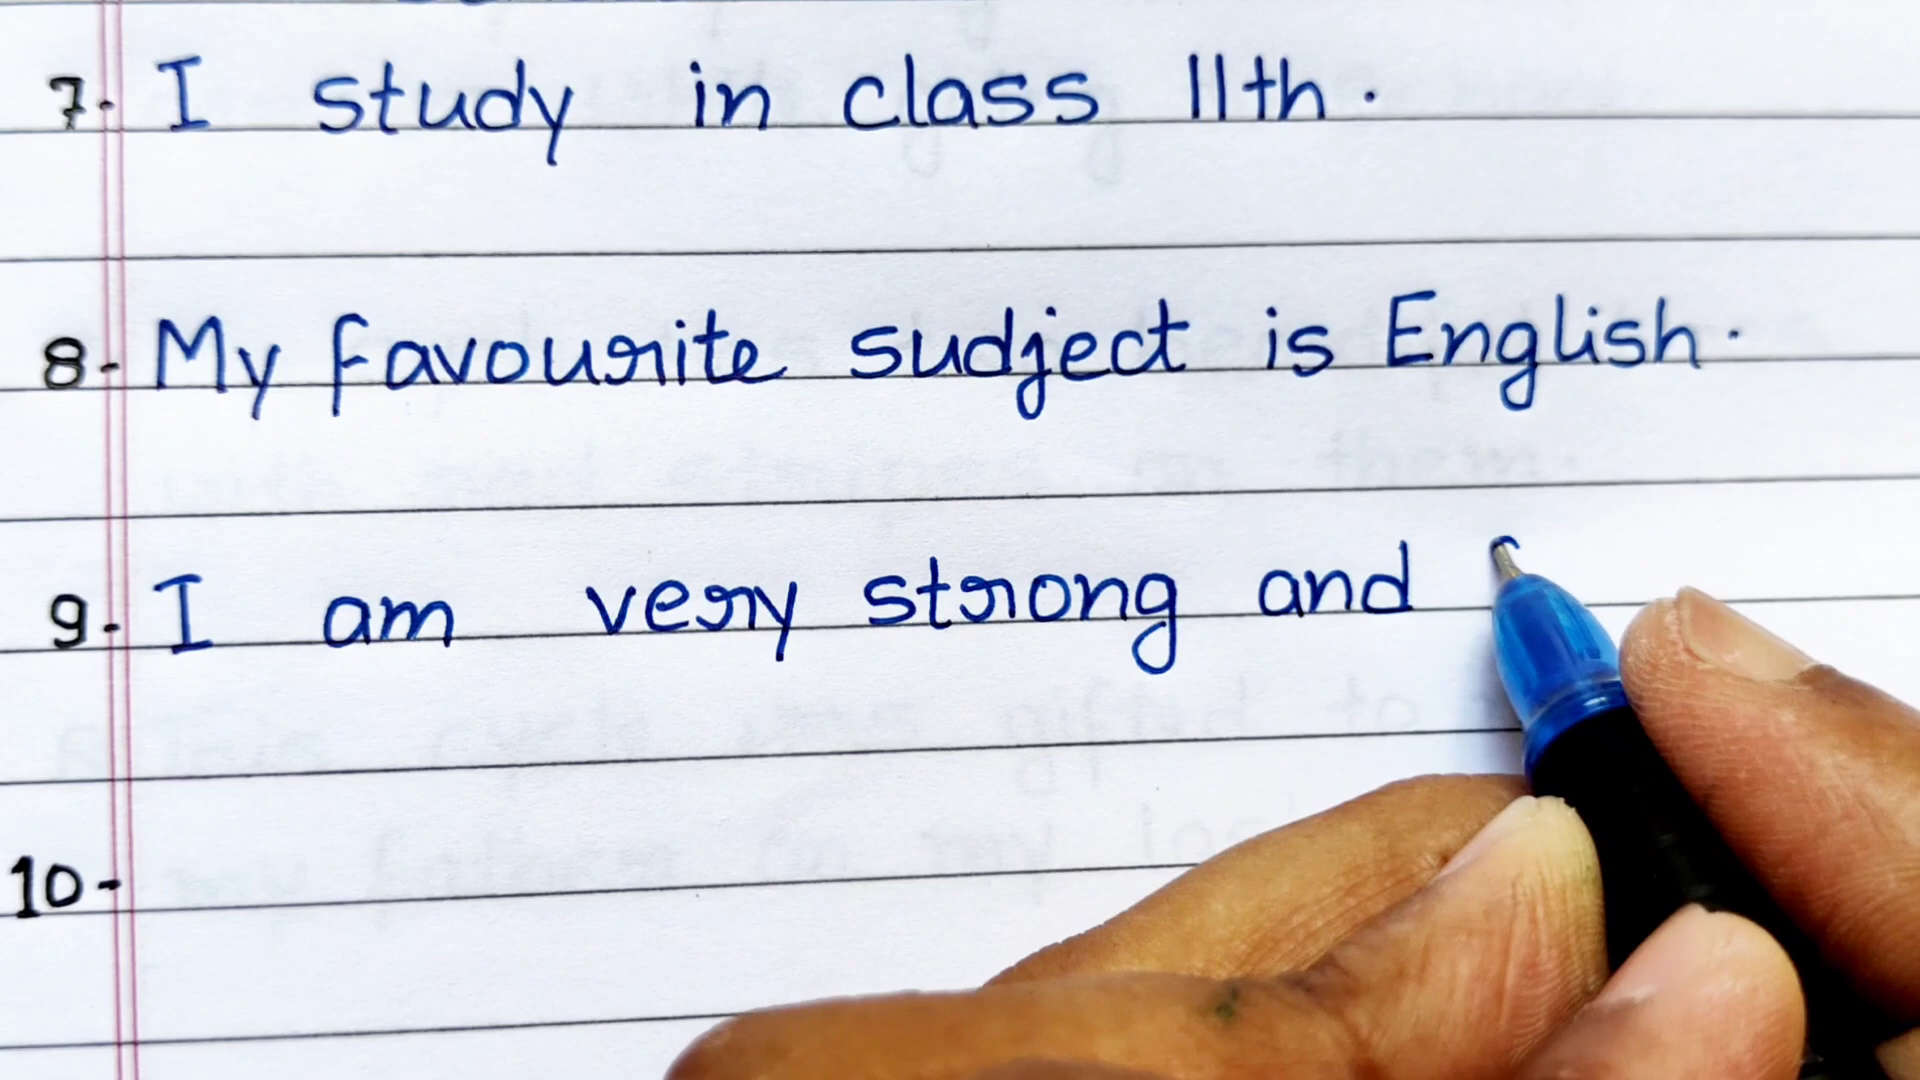 7. I study in class 11th.
8. My favourite sudject is English.
9. I am very strong and
10-